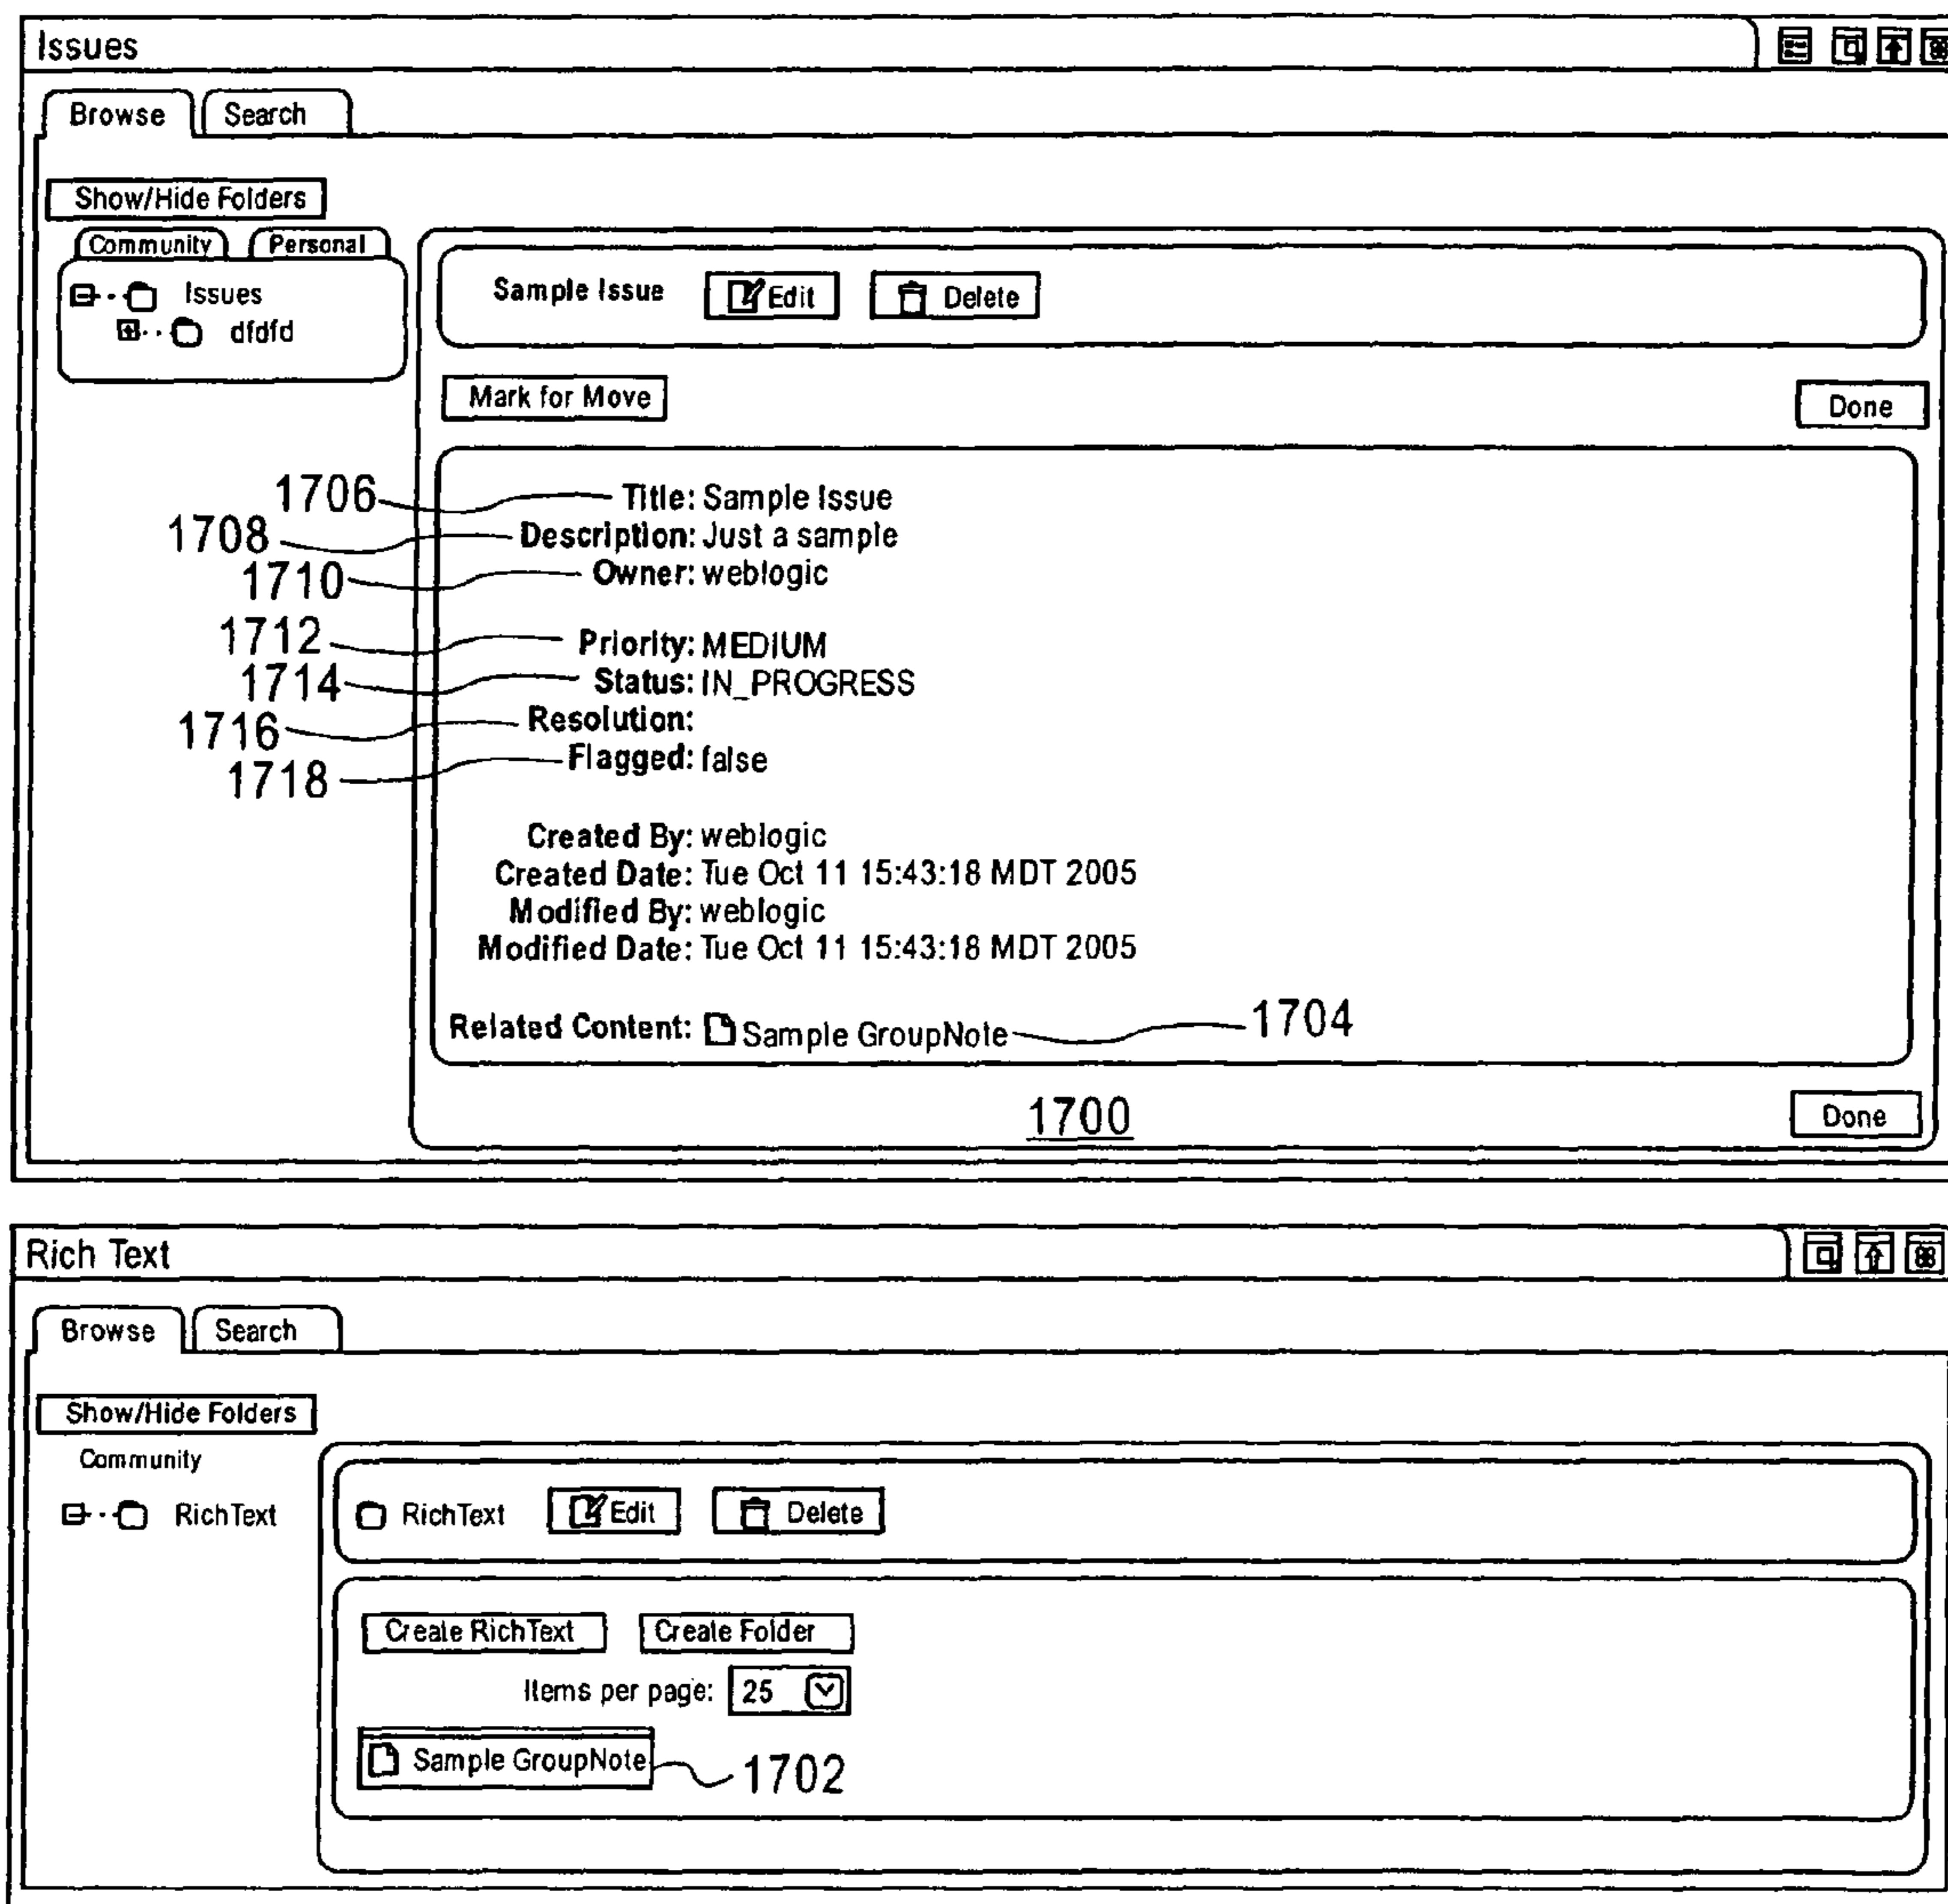 Issues
Browse Search
Show/Hide Folders
Community Personal
Issues
dfdfd
Sample Issue Edit Delete
Mark for Move Done
1706 Title: Sample Issue
1708 Description: Just a sample
1710 Owner: weblogic
1712 Priority: MEDIUM
1714 Status: IN_PROGRESS
1716 Resolution:
1718 Flagged: false
Created By: weblogic
Created Date: Tue Oct 11 15:43:18 MDT 2005
Modified By: weblogic
Modified Date: Tue Oct 11 15:43:18 MDT 2005
Related Content: Sample GroupNote 1704
1700 Done
Rich Text
Browse Search
Show/Hide Folders
Community
RichText
RichText Edit Delete
Create RichText Create Folder
Items per page: 25
Sample GroupNote 1702